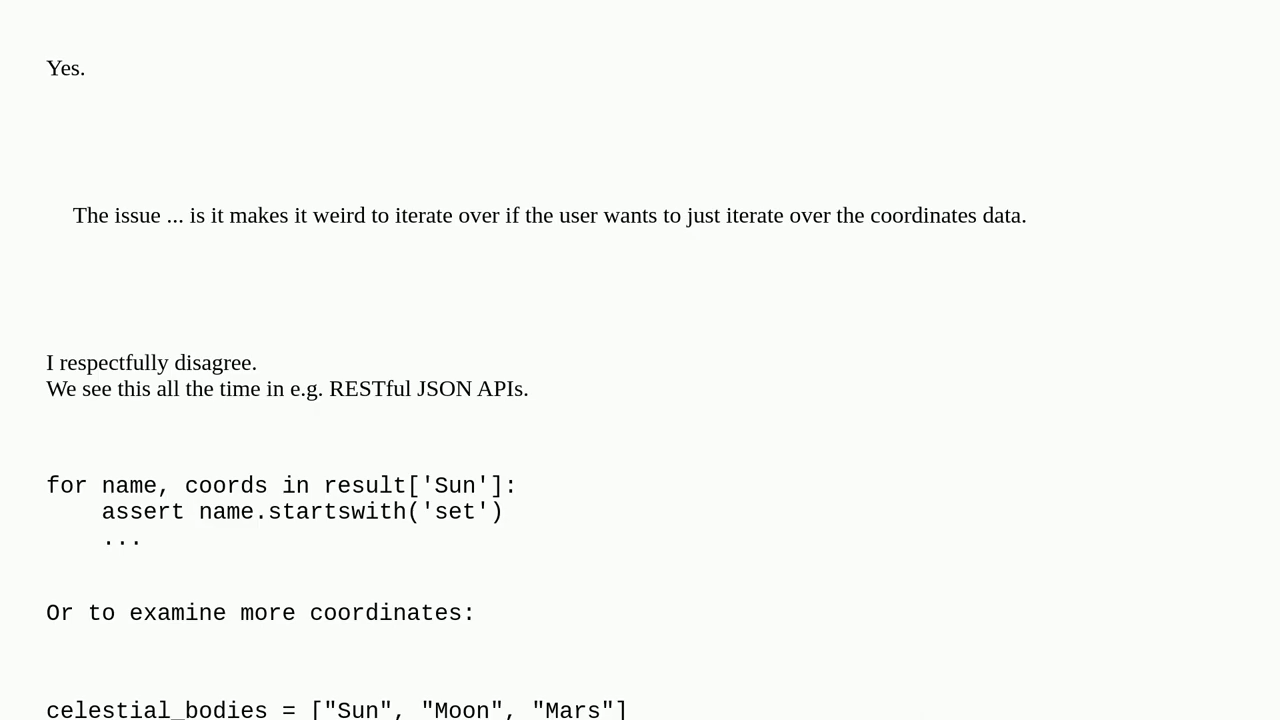 Yes.
The issue ... is it makes it weird to iterate over if the user wants to just iterate over the coordinates data.
I respectfully disagree.
We see this all the time in e.g. RESTful JSON APIs.
for name, coords in result['Sun']:
    assert name.startswith('set')
    ...
Or to examine more coordinates:
celestial_bodies = ["Sun", "Moon", "Mars"]